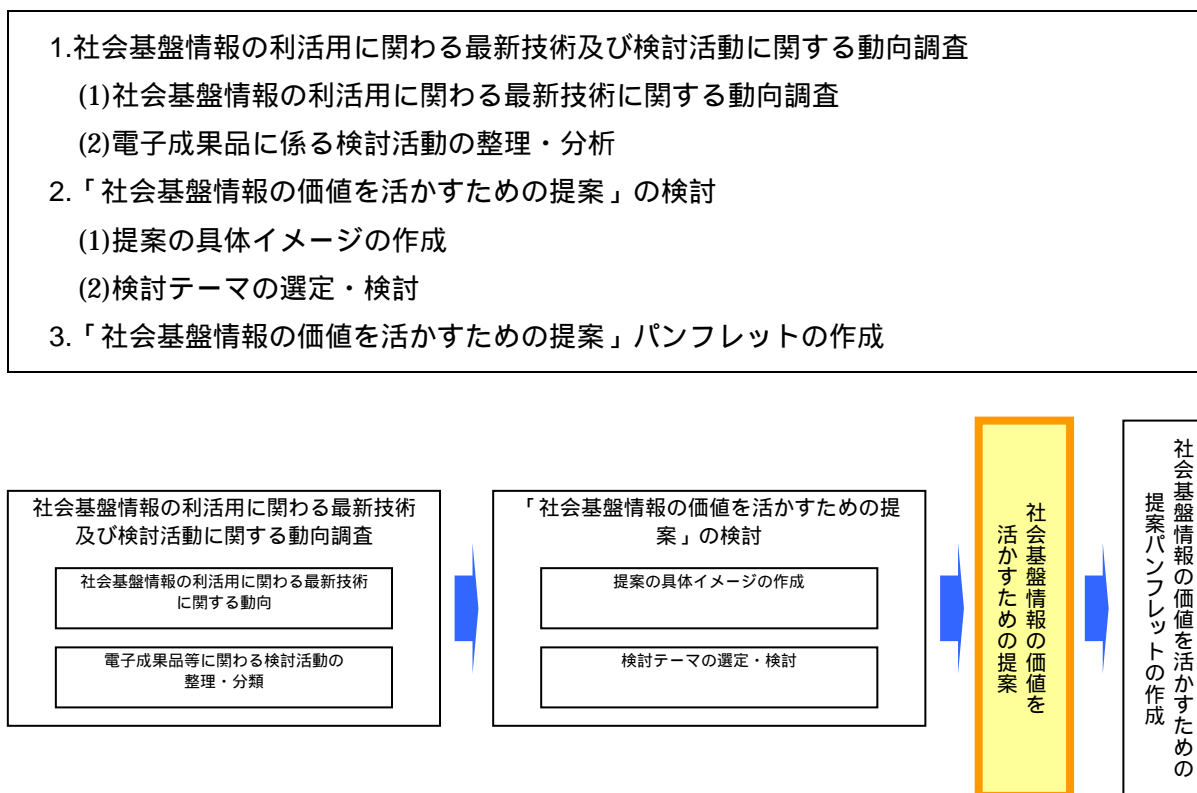 1.社会基盤情報の利活用に関わる最新技術及び検討活動に関する動向調査
(1)社会基盤情報の利活用に関わる最新技術に関する動向調査
(2)電子成果品に係る検討活動の整理・分析
2.「社会基盤情報の価値を活かすための提案」の検討
(1)提案の具体イメージの作成
(2)検討テーマの選定・検討
3.「社会基盤情報の価値を活かすための提案」パンフレットの作成
社会基盤情報の利活用に関わる最新技術
及び検討活動に関する動向調査
社会基盤情報の利活用に関わる最新技術
に関する動向
電子成果品等に関わる検討活動の
整理・分類
「社会基盤情報の価値を活かすための提
案」の検討
提案の具体イメージの作成
検討テーマの選定・検討
社会基盤情報の価値を
活かすための提案
社会基盤情報の価値を活かすための
提案パンフレットの作成